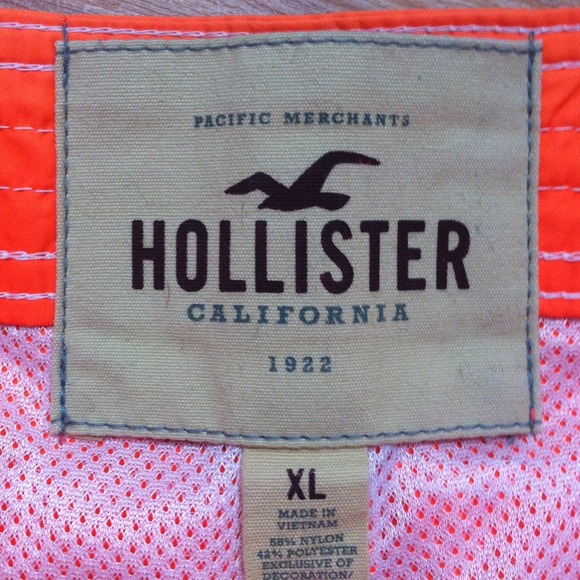 PACIFIC MERCHANTS
HOLLISTER
CALIFORNIA
1922
XL
MADE IN
VIETNAM
58% NYLON
42% POLYESTER
EXCLUSIVE OF
DECORATION/